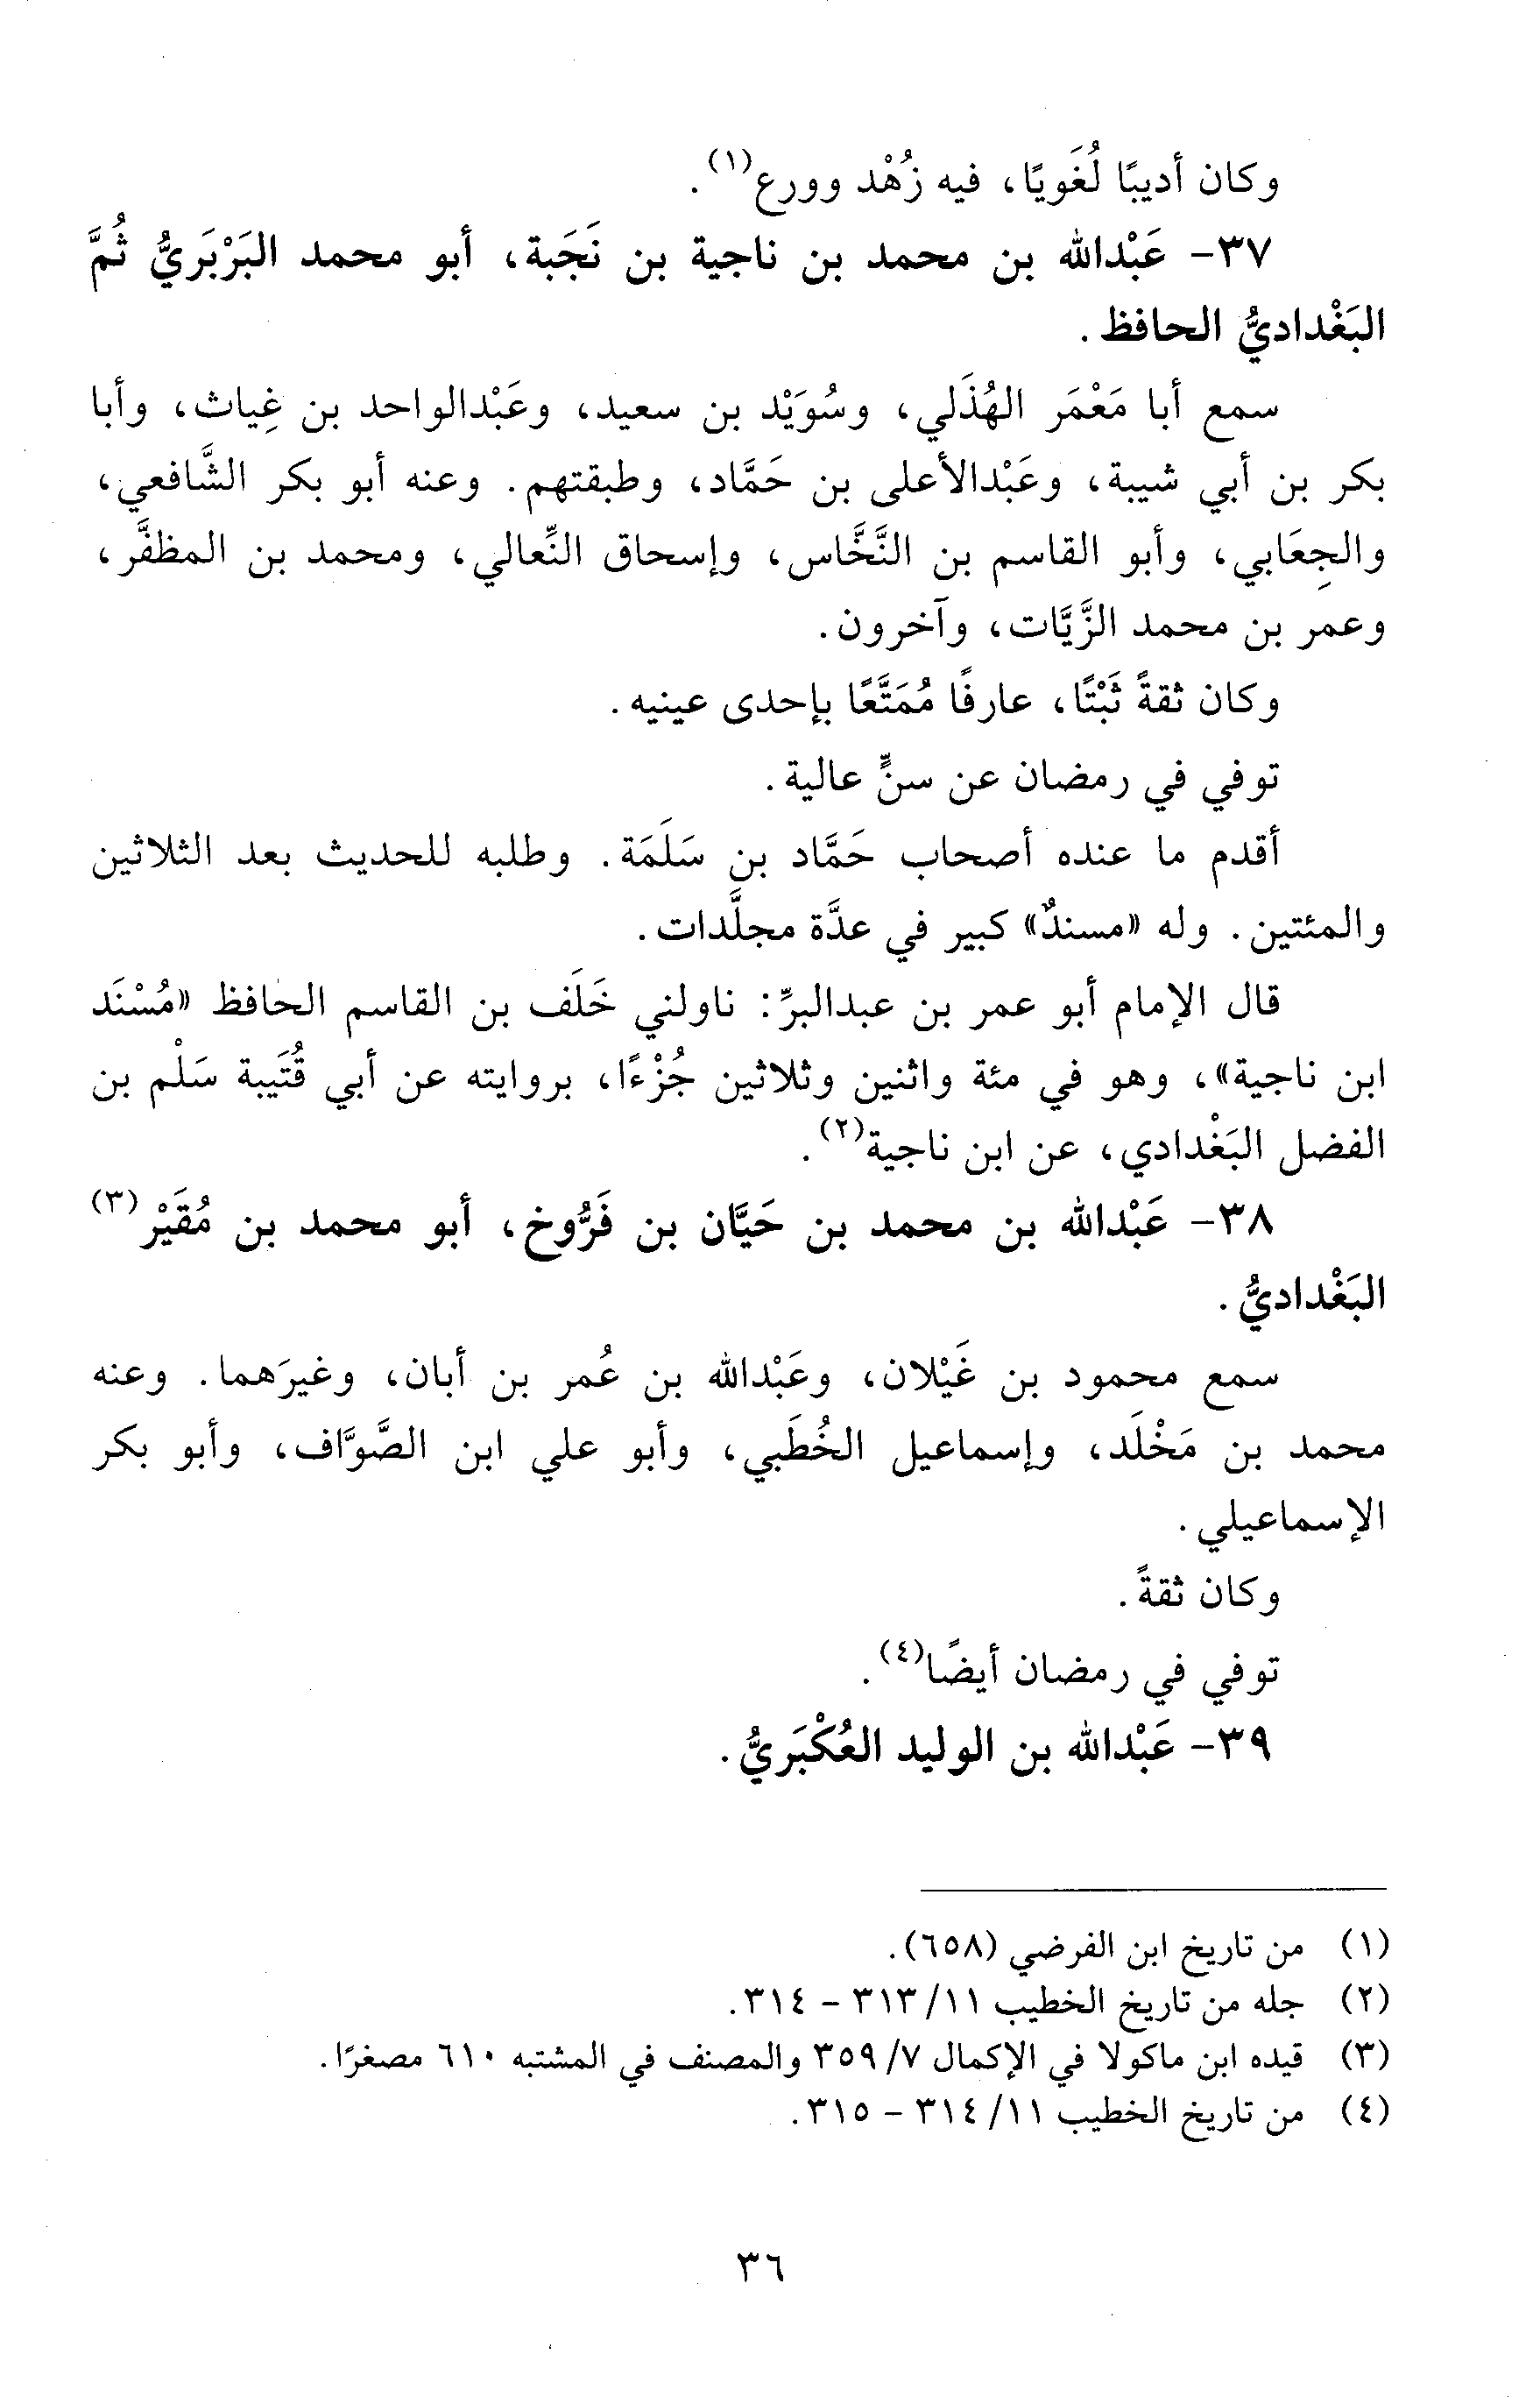 وكان أديبًا لُغَويًا، فيه زُهْد وورع(١).
٣٧- عَبْدالله بن محمد بن ناجية بن نَجَبة، أبو محمد البَرْبَريُّ ثُمَّ
البَغْداديُّ الحافظ.
سمع أبا مَعْمَر الهُذَلي، وسُوَيْد بن سعيد، وعَبْدالواحد بن غِياث، وأبا
بكر بن أبي شيبة، وعَبْدالأعلى بن حَمَّاد، وطبقتهم. وعنه أبو بكر الشَّافعي،
والجِعَابي، وأبو القاسم بن النَّخَّاس، وإسحاق النِّعالي، ومحمد بن المظفَّر،
وعمر بن محمد الزَّيَّات، وآخرون.
وكان ثقةً ثَبْتًا، عارفًا مُمَتَّعًا بإحدى عينيه.
توفي في رمضان عن سنٍّ عالية.
أقدم ما عنده أصحاب حَمَّاد بن سَلَمَة. وطلبه للحديث بعد الثلاثين
والمئتين. وله «مسندٌ» كبير في عدَّة مجلَّدات.
قال الإمام أبو عمر بن عبدالبرِّ: ناولني خَلَف بن القاسم الحافظ «مُسْنَد
ابن ناجية»، وهو في مئة واثنين وثلاثين جُزْءًا، بروايته عن أبي قُتَيبة سَلْم بن
الفضل البَغْدادي، عن ابن ناجية(٢).
٣٨- عَبْدالله بن محمد بن حَيَّان بن فَرُّوخ، أبو محمد بن مُقَيْر(٣)
البَغْداديُّ.
سمع محمود بن غَيْلان، وعَبْدالله بن عُمر بن أبان، وغيرَهما. وعنه
محمد بن مَخْلَد، وإسماعيل الخُطَبي، وأبو علي ابن الصَّوَّاف، وأبو بكر
الإسماعيلي.
وكان ثقةً.
توفي في رمضان أيضًا(٤).
٣٩- عَبْدالله بن الوليد العُكْبَريُّ.
(١) من تاريخ ابن الفرضي (٦٥٨).
(٢) جله من تاريخ الخطيب ١١/ ٣١٣ - ٣١٤.
(٣) قيده ابن ماكولا في الإكمال ٧/ ٣٥٩ والمصنف في المشتبه ٦١٠ مصغرًا.
(٤) من تاريخ الخطيب ١١/ ٣١٤ - ٣١٥.
٣٦